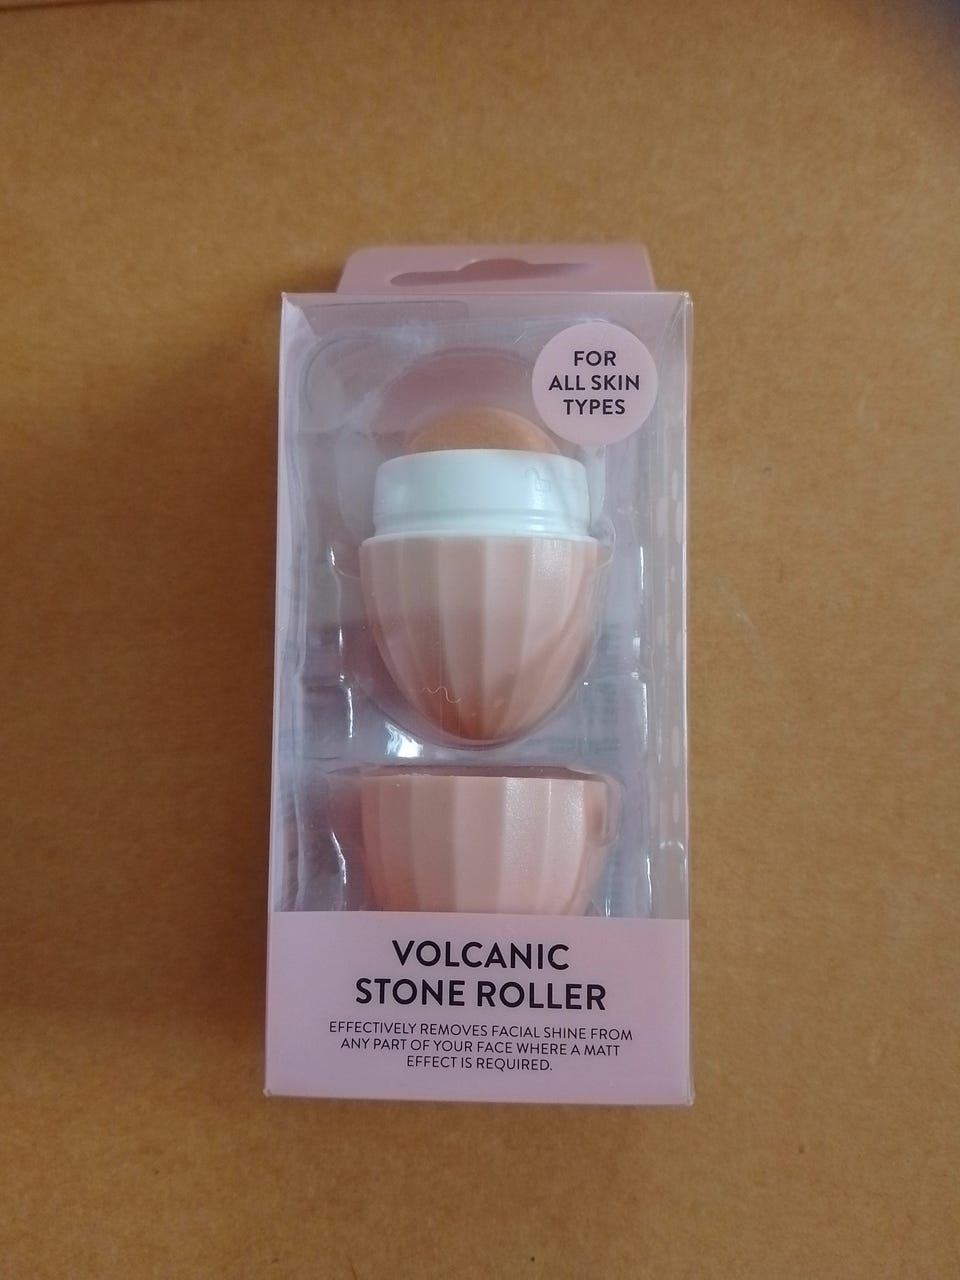 FOR
ALL SKIN
TYPES
VOLCANIC
STONE ROLLER
EFFECTIVELY REMOVES FACIAL SHINE FROM
ANY PART OF YOUR FACE WHERE A MATT
EFFECT IS REQUIRED.